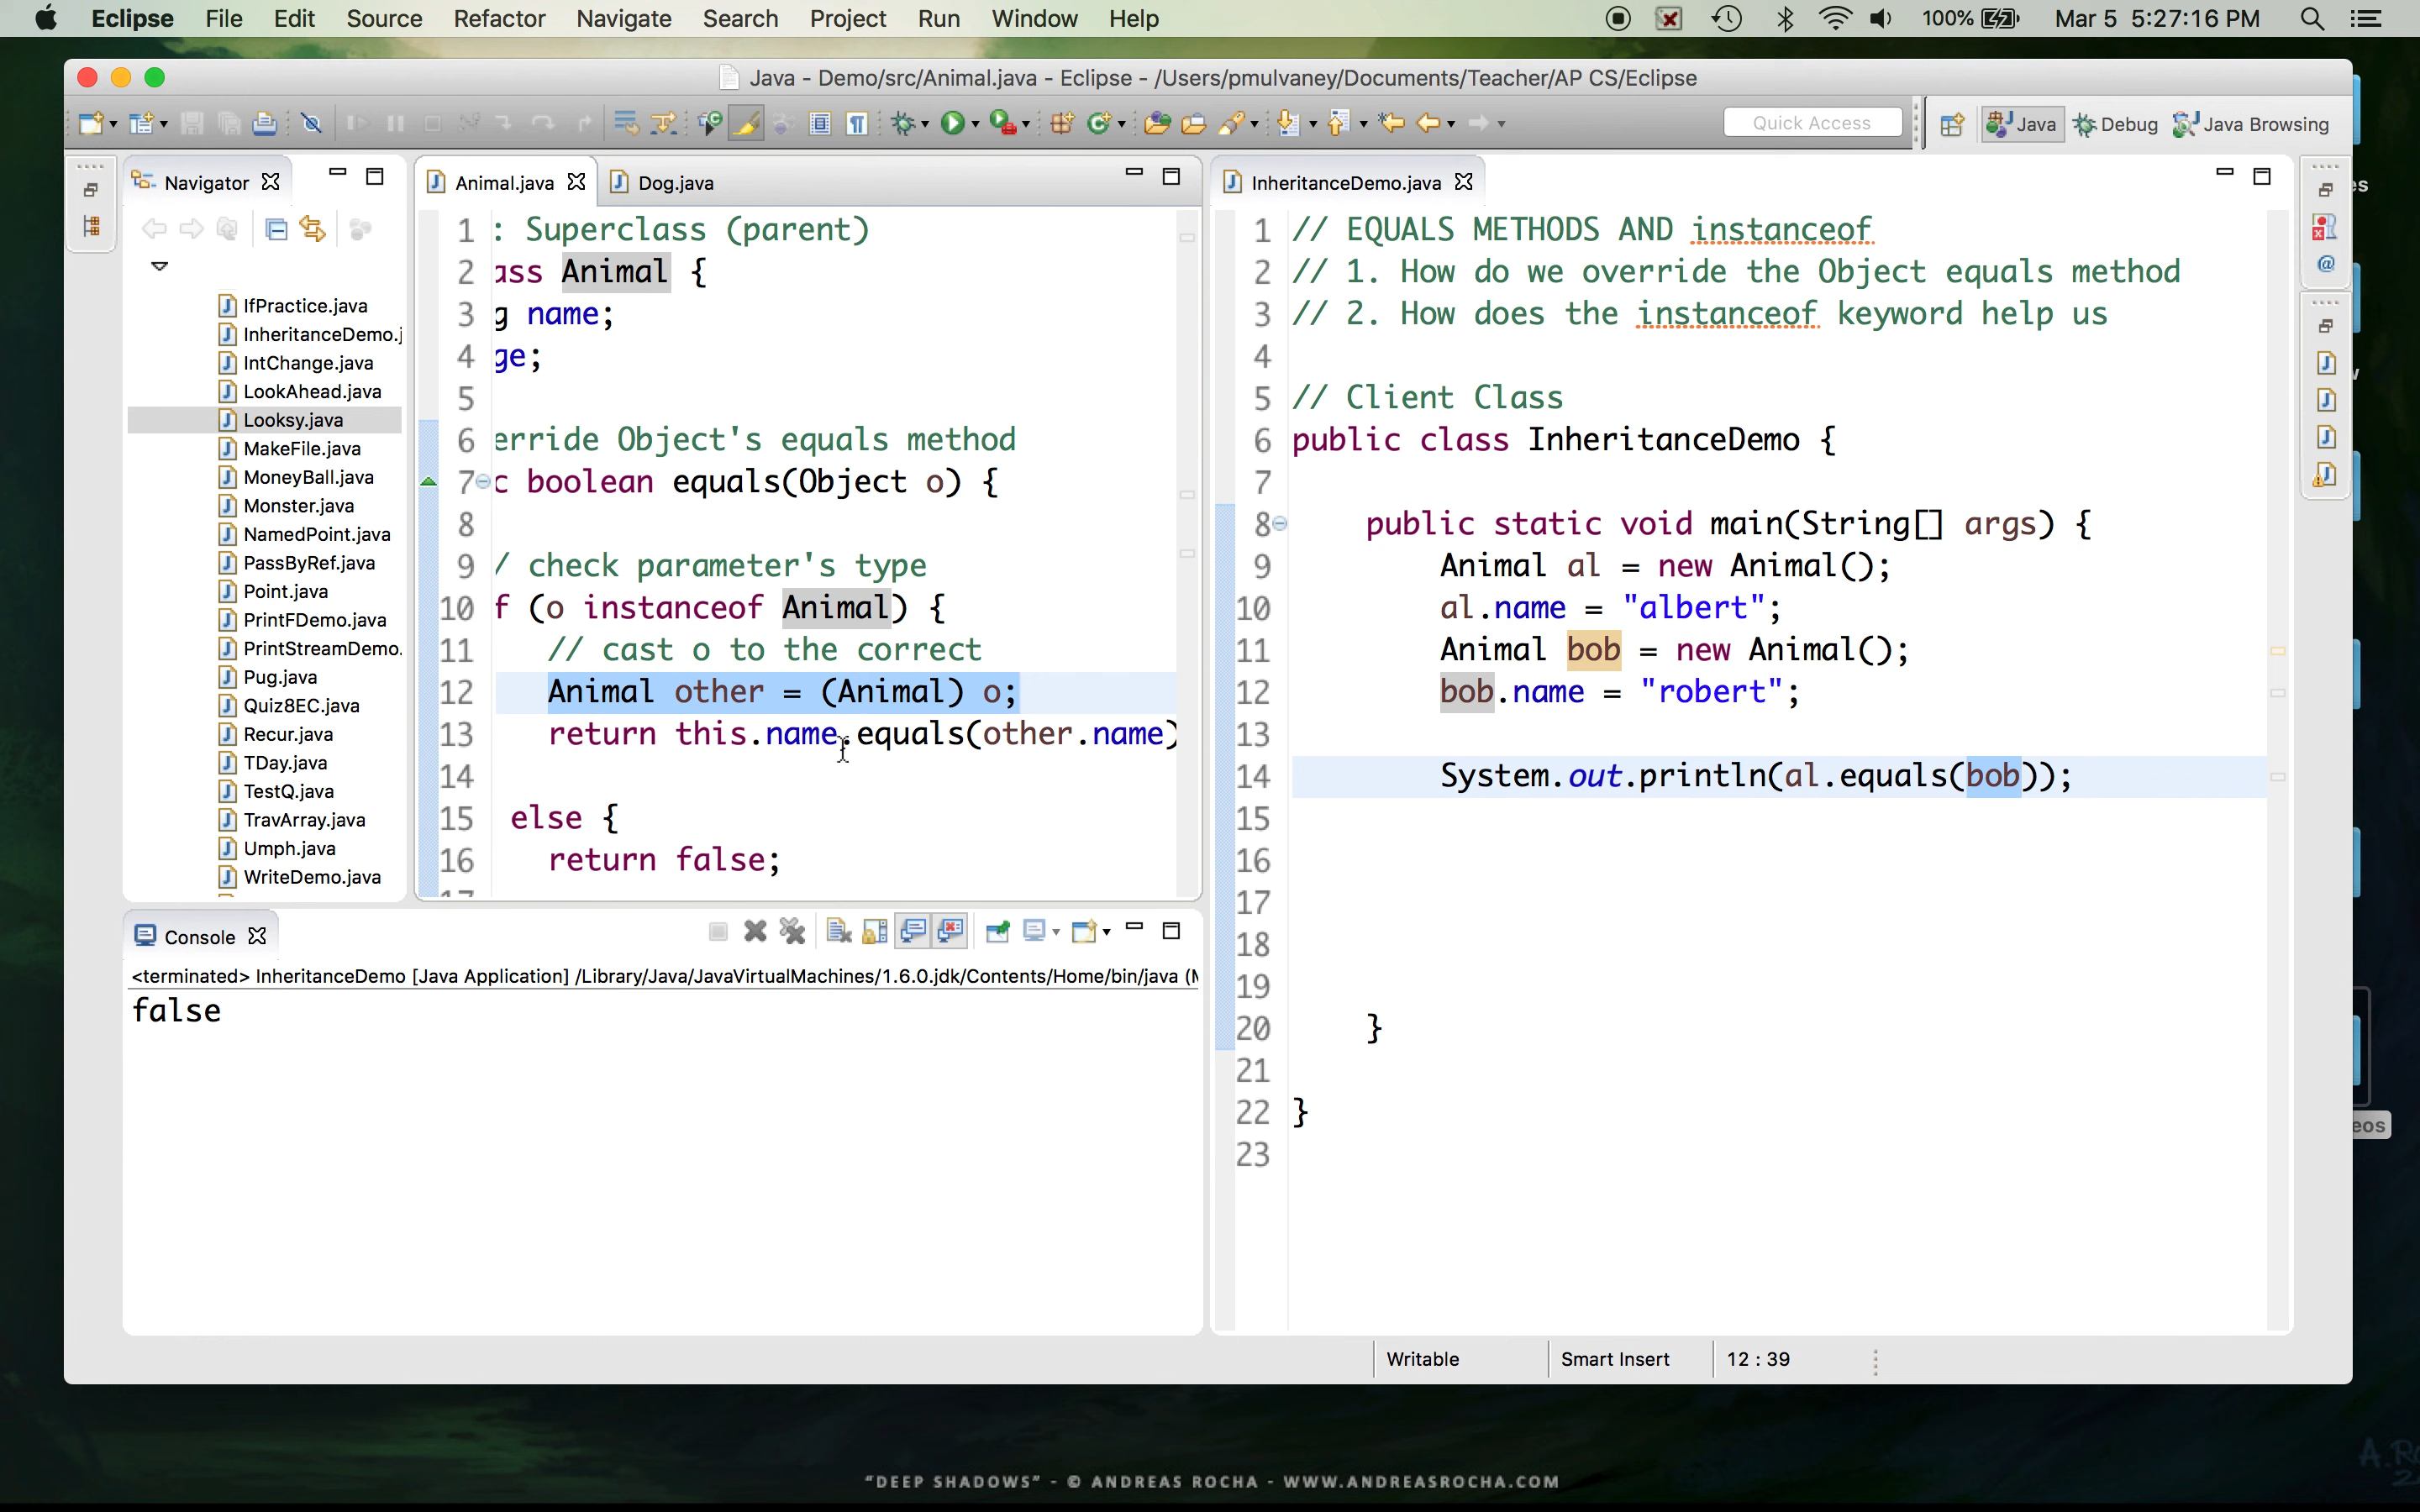 Eclipse File Edit Source Refactor Navigate Search Project Run Window Help 100% Mar 5 5:27:16 PM
Java - Demo/src/Animal.java - Eclipse - /Users/pmulvaney/Documents/Teacher/AP CS/Eclipse
Quick Access Java Debug Java Browsing
Navigator
IfPractice.java
InheritanceDemo.j
IntChange.java
LookAhead.java
Looksy.java
MakeFile.java
MoneyBall.java
Monster.java
NamedPoint.java
PassByRef.java
Point.java
PrintFDemo.java
PrintStreamDemo.
Pug.java
Quiz8EC.java
Recur.java
TDay.java
TestQ.java
TravArray.java
Umph.java
WriteDemo.java
Animal.java Dog.java
1 : Superclass (parent)
2 ass Animal {
3 g name;
4 ge;
5
6 erride Object's equals method
7 c boolean equals(Object o) {
8
9 / check parameter's type
10 f (o instanceof Animal) {
11 // cast o to the correct
12 Animal other = (Animal) o;
13 return this.name.equals(other.name)
14
15 else {
16 return false;
17
InheritanceDemo.java
1 // EQUALS METHODS AND instanceof
2 // 1. How do we override the Object equals method
3 // 2. How does the instanceof keyword help us
4
5 // Client Class
6 public class InheritanceDemo {
7
8 public static void main(String[] args) {
9 Animal al = new Animal();
10 al.name = "albert";
11 Animal bob = new Animal();
12 bob.name = "robert";
13
14 System.out.println(al.equals(bob));
15
16
17
18
19
20 }
21
22 }
23
Console
<terminated> InheritanceDemo [Java Application] /Library/Java/JavaVirtualMachines/1.6.0.jdk/Contents/Home/bin/java (
false
Writable Smart Insert 12 : 39
es
eos
"DEEP SHADOWS" - © ANDREAS ROCHA - WWW.ANDREASROCHA.COM